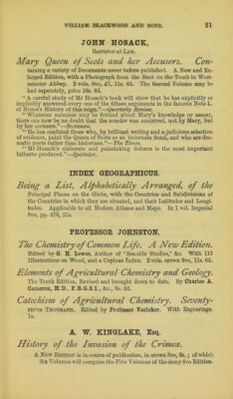 WILLIAM BLACKWOOD AND SONS. 21
JOHN HOSACK,
Barrister-at-Law.
Mary Queen of Scots and her Accusers. Con-
taining a variety of Documents never before published. A New and En-
larged Edition, with a Photograph from the Bust on the Tomb in West-
minster Abbey. 2 vols. 8vo, £1, 11s. 6d. The Second Volume may be
had separately, price 16s. 6d.
"A careful study of Mr Hosack's book will show that he has explicitly or
implicitly answered every one of the fifteen arguments in the famous Note L.
of Hume's History of this reign."—Quarterly Review.
"Whatever surmises may be formed about Mary's knowledge or assent,
there can now be no doubt that the murder was contrived, not by Mary, but
by her accusers."—Scotsman.
"He has confuted those who, by brilliant writing and a judicious selection
of evidence, paint the Queen of Scots as an incarnate fiend, and who are dra-
matic poets rather than historians."—The Times.
"Mr Hosack's elaborate and painstaking defence is the most important
hitherto produced."—Spectator.
INDEX GEOGRAPHICUS.
Being a List, Alphabetically Arranged, of the
Principal Places on the Globe, with the Countries and Subdivisions of
the Countries in which they are situated, and their Latitudes and Longi-
tudes. Applicable to all Modern Atlases and Maps. In 1 vol. imperial
8vo, pp. 676, 21s.
PROFESSOR JOHNSTON.
The Chemistry of Common Life. A New Edition.
Edited by G. H. Lewes, Author of 'Sea-side Studies,' &c. With 113
Illustrations on Wood, and a Copious Index. 2 vols. crown 8vo, 11s. 6d.
Elements of Agricultural Chemistry and Geology.
The Tenth Edition, Revised and brought down to date. By Charles A.
Cameron, M.D., F.R.C.S.I., &c., 6s. 6d.
Catechism of Agricultural Chemistry. Seventy-
FIFTH THOUSAND. Edited by Professor Voelcker. With Engravings.
1s.
A. W. KINGLAKE, Esq.
History of the Invasion of the Crimea.
A NEW EDITION is in course of publication, in crown 8vo, 6s.; of which
Six Volumes will comprise the Five Volumes of the demy 8vo Edition.